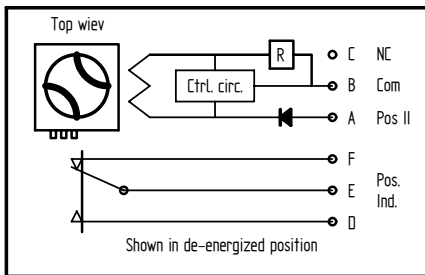 Top wiev
R
C NC
Ctrl. circ.
B Com
A Pos II
F
E Pos. Ind.
D
Shown in de-energized position